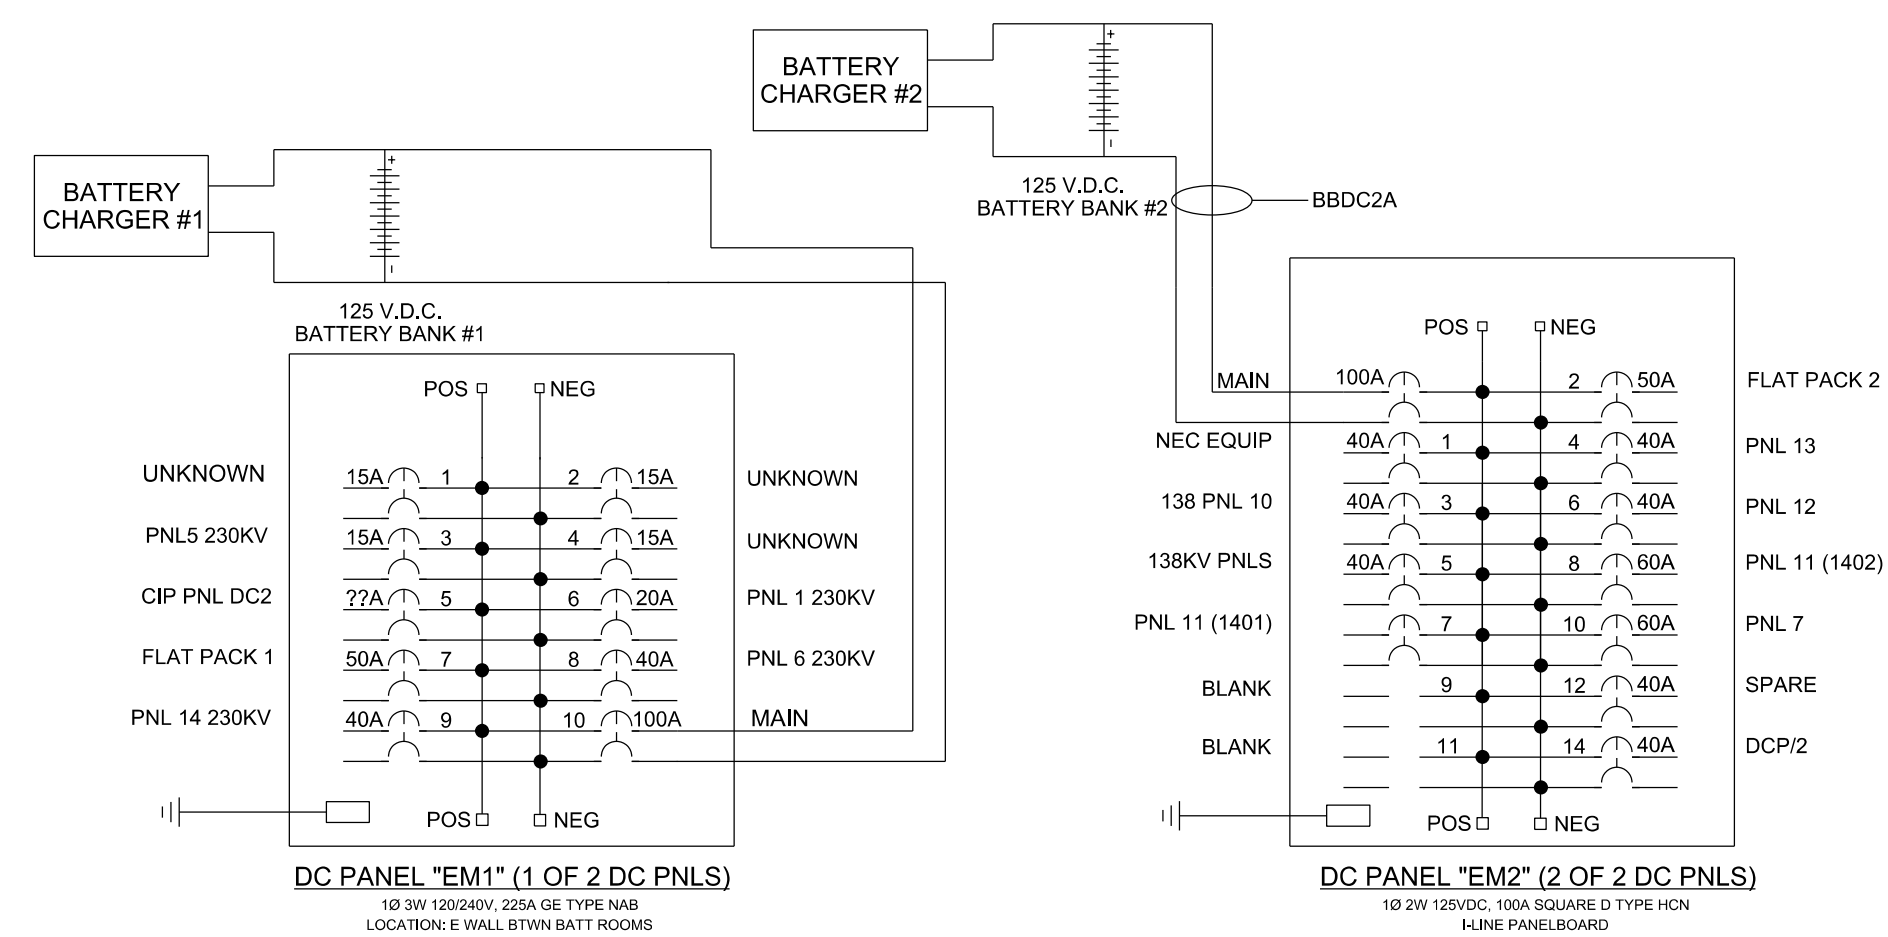 BATTERY
CHARGER #2
+
-
125 V.D.C.
BATTERY BANK #2
BBDC2A
BATTERY
CHARGER #1
+
-
125 V.D.C.
BATTERY BANK #1
POS NEG
UNKNOWN 15A 1 2 15A UNKNOWN
PNL5 230KV 15A 3 4 15A UNKNOWN
CIP PNL DC2 ??A 5 6 20A PNL 1 230KV
FLAT PACK 1 50A 7 8 40A PNL 6 230KV
PNL 14 230KV 40A 9 10 100A MAIN
POS NEG
DC PANEL "EM1" (1 OF 2 DC PNLS)
1Ø 3W 120/240V, 225A GE TYPE NAB
LOCATION: E WALL BTWN BATT ROOMS
POS NEG
MAIN 100A 2 50A FLAT PACK 2
NEC EQUIP 40A 1 4 40A PNL 13
138 PNL 10 40A 3 6 40A PNL 12
138KV PNLS 40A 5 8 60A PNL 11 (1402)
PNL 11 (1401) 7 10 60A PNL 7
BLANK 9 12 40A SPARE
BLANK 11 14 40A DCP/2
POS NEG
DC PANEL "EM2" (2 OF 2 DC PNLS)
1Ø 2W 125VDC, 100A SQUARE D TYPE HCN
I-LINE PANELBOARD